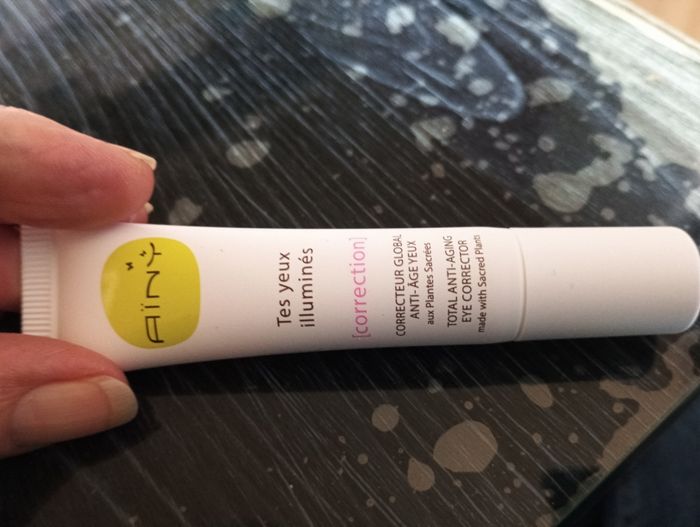 AÏNY
Tes yeux
illuminés
[correction]
CORRECTEUR GLOBAL
ANTI-ÂGE YEUX
aux Plantes Sacrées
TOTAL ANTI-AGING
EYE CORRECTOR
made with Sacred Plants